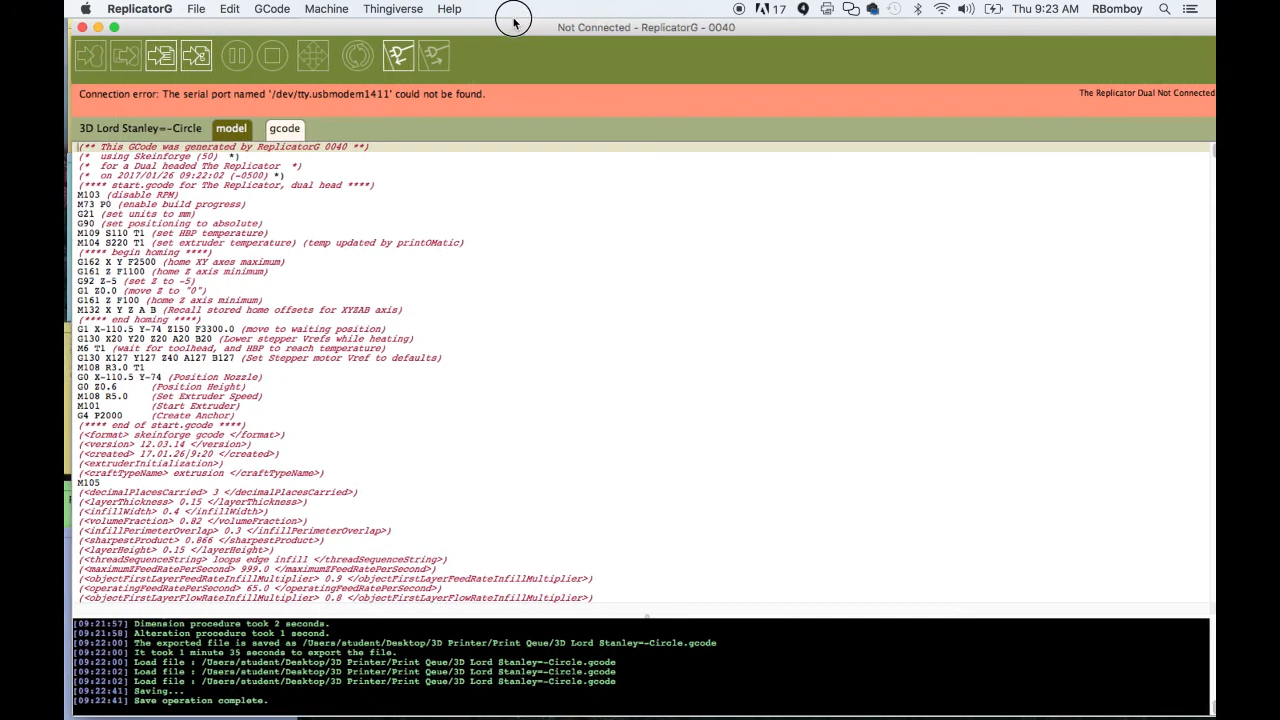 ReplicatorG File Edit GCode Machine Thingiverse Help 17 Thu 9:23 AM RBomboy
Not Connected - ReplicatorG - 0040
Connection error: The serial port named '/dev/tty.usbmodem1411' could not be found.
The Replicator Dual Not Connected
3D Lord Stanley=-Circle model gcode
(** This GCode was generated by ReplicatorG 0040 **)
(* using Skeinforge (50) *)
(* for a Dual headed The Replicator *)
(* on 2017/01/26 09:22:02 (-0500) *)
(**** start.gcode for The Replicator, dual head ****)
M103 (disable RPM)
M73 P0 (enable build progress)
G21 (set units to mm)
G90 (set positioning to absolute)
M109 S110 T1 (set HBP temperature)
M104 S220 T1 (set extruder temperature) (temp updated by printOMatic)
(**** begin homing ****)
G162 X Y F2500 (home XY axes maximum)
G161 Z F1100 (home Z axis minimum)
G92 Z-5 (set Z to -5)
G1 Z0.0 (move Z to "0")
G161 Z F100 (home Z axis minimum)
M132 X Y Z A B (Recall stored home offsets for XYZAB axis)
(**** end homing ****)
G1 X-110.5 Y-74 Z150 F3300.0 (move to waiting position)
G130 X20 Y20 Z20 A20 B20 (Lower stepper Vrefs while heating)
M6 T1 (wait for toolhead, and HBP to reach temperature)
G130 X127 Y127 Z40 A127 B127 (Set Stepper motor Vref to defaults)
M108 R3.0 T1
G0 X-110.5 Y-74 (Position Nozzle)
G0 Z0.6 (Position Height)
M108 R5.0 (Set Extruder Speed)
M101 (Start Extruder)
G4 P2000 (Create Anchor)
(**** end of start.gcode ****)
(<format> skeinforge gcode </format>)
(<version> 12.03.14 </version>)
(<created> 17.01.26|9:20 </created>)
(<extruderInitialization>)
(<craftTypeName> extrusion </craftTypeName>)
M105
(<decimalPlacesCarried> 3 </decimalPlacesCarried>)
(<layerThickness> 0.15 </layerThickness>)
(<infillWidth> 0.4 </infillWidth>)
(<volumeFraction> 0.82 </volumeFraction>)
(<infillPerimeterOverlap> 0.3 </infillPerimeterOverlap>)
(<sharpestProduct> 0.866 </sharpestProduct>)
(<layerHeight> 0.15 </layerHeight>)
(<threadSequenceString> loops edge infill </threadSequenceString>)
(<maximumZFeedRatePerSecond> 999.0 </maximumZFeedRatePerSecond>)
(<objectFirstLayerFeedRateInfillMultiplier> 0.9 </objectFirstLayerFeedRateInfillMultiplier>)
(<operatingFeedRatePerSecond> 65.0 </operatingFeedRatePerSecond>)
(<objectFirstLayerFlowRateInfillMultiplier> 0.8 </objectFirstLayerFlowRateInfillMultiplier>)
[09:21:57] Dimension procedure took 2 seconds.
[09:21:58] Alteration procedure took 1 second.
[09:22:00] The exported file is saved as /Users/student/Desktop/3D Printer/Print Qeue/3D Lord Stanley=-Circle.gcode
[09:22:00] It took 1 minute 35 seconds to export the file.
[09:22:00] Load file : /Users/student/Desktop/3D Printer/Print Qeue/3D Lord Stanley=-Circle.gcode
[09:22:02] Load file : /Users/student/Desktop/3D Printer/Print Qeue/3D Lord Stanley=-Circle.gcode
[09:22:02] Load file : /Users/student/Desktop/3D Printer/Print Qeue/3D Lord Stanley=-Circle.gcode
[09:22:41] Saving...
[09:22:41] Save operation complete.